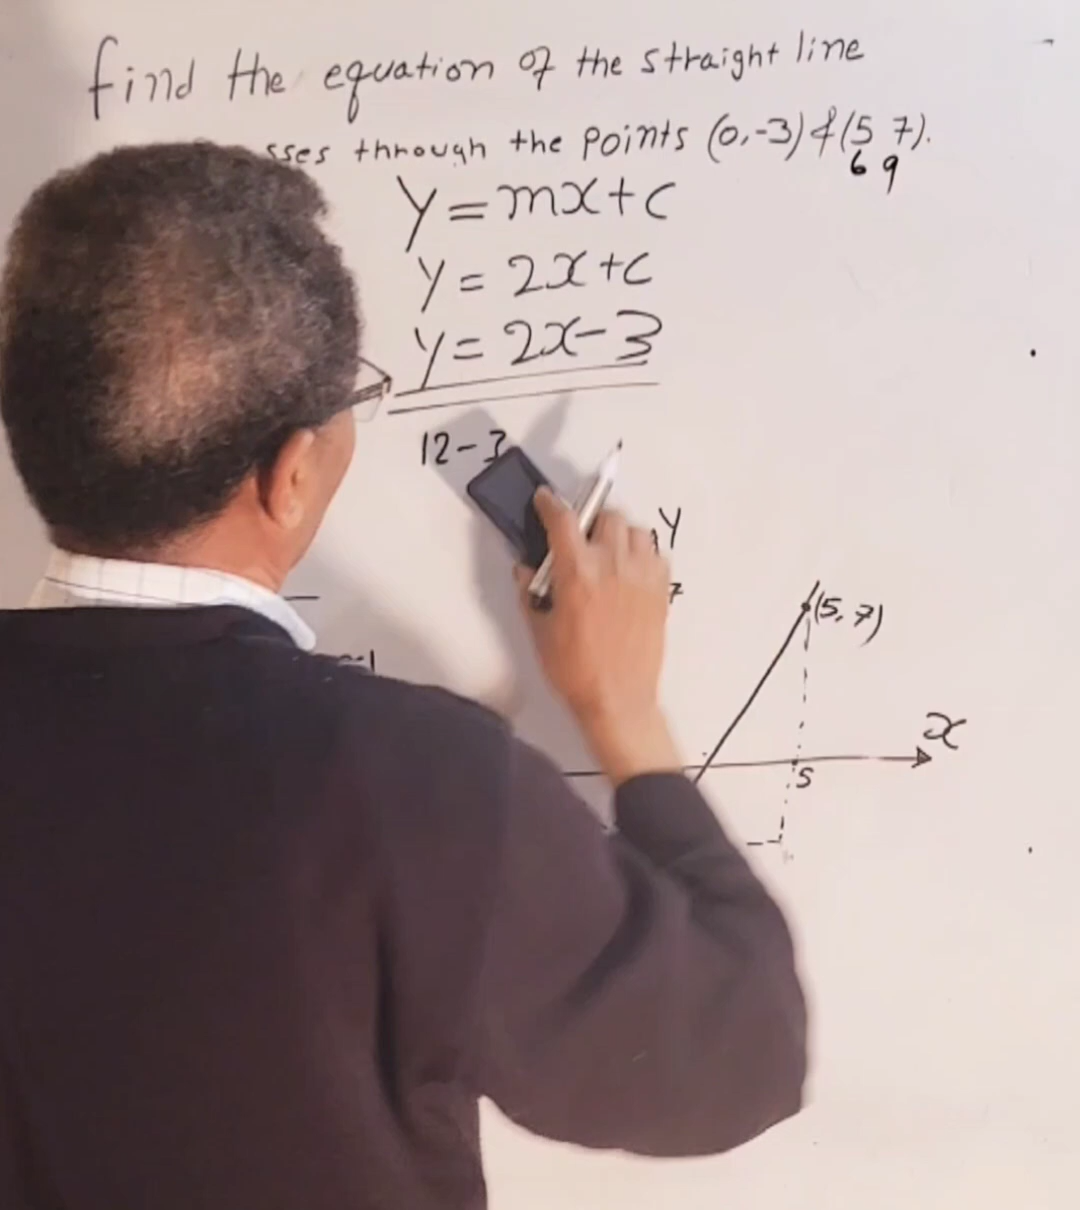 find the equation of the straight line
sses through the points (0,-3) & (5 7).
6 9
y = mx + c
y = 2x + c
y = 2x - 3
12 - 3
y
7
(5, 7)
x
5